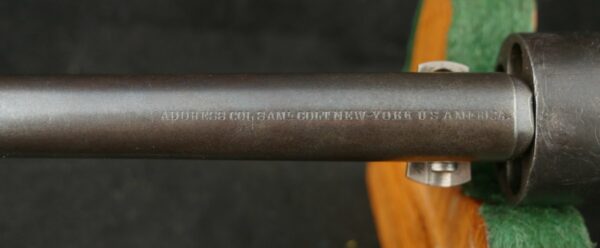 ADDRESS COL. SAML COLT NEW-YORK U.S. AMERICA